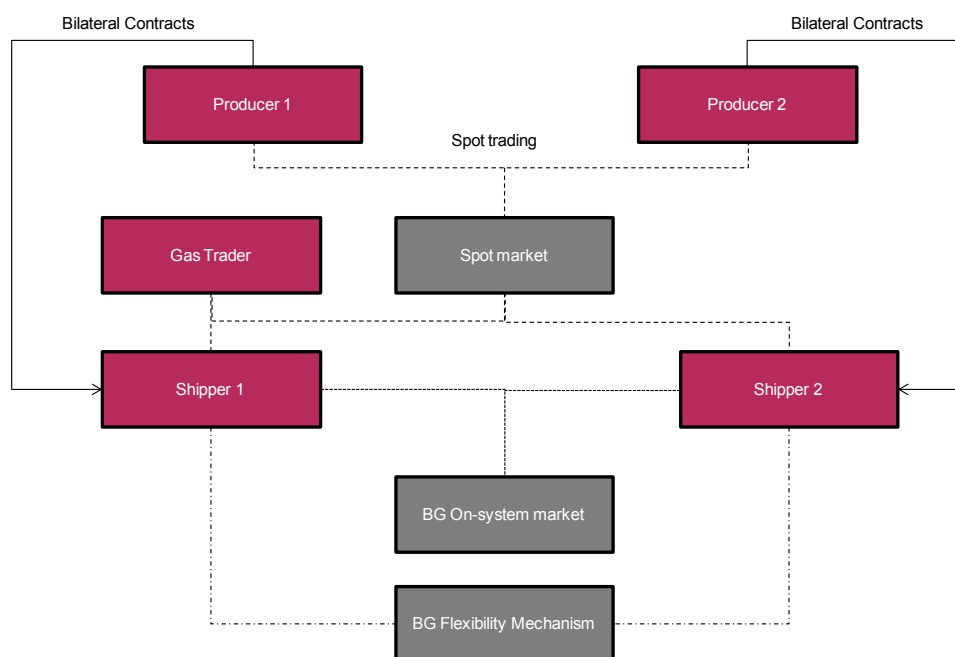 Bilateral Contracts
Bilateral Contracts
Producer 1
Producer 2
Spot trading
Gas Trader
Spot market
Shipper 1
Shipper 2
BG On-system market
BG Flexibility Mechanism